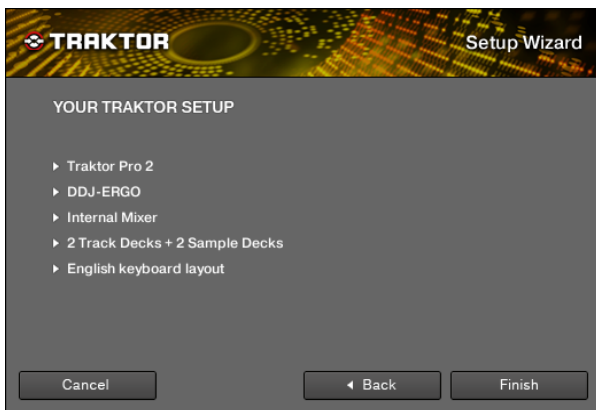 TRAKTOR
Setup Wizard
YOUR TRAKTOR SETUP
Traktor Pro 2
DDJ-ERGO
Internal Mixer
2 Track Decks + 2 Sample Decks
English keyboard layout
Cancel
Back
Finish